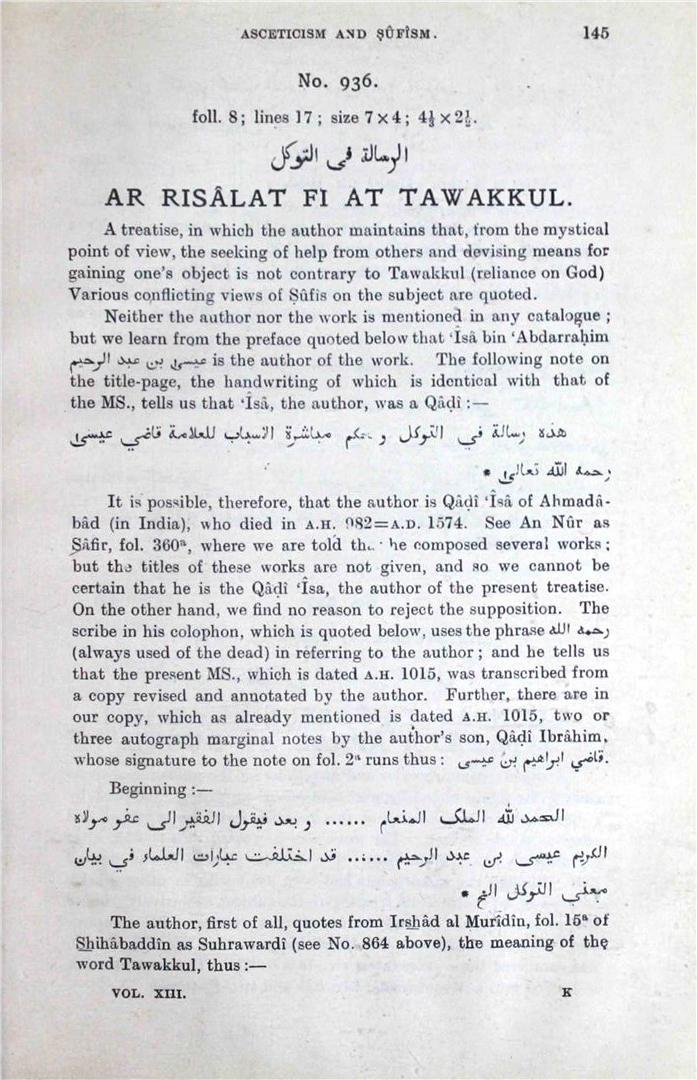 ASCETICISM AND ṢÛFÎSM. 145
No. 936.
foll. 8; lines 17; size 7 × 4; 4½ × 2½.
الرسالة فى التوكل
AR RISÂLAT FI AT TAWAKKUL.
A treatise, in which the author maintains that, from the mystical
point of view, the seeking of help from others and devising means for
gaining one's object is not contrary to Tawakkul (reliance on God)
Various conflicting views of Ṣûfis on the subject are quoted.
Neither the author nor the work is mentioned in any catalogue;
but we learn from the preface quoted below that ‘Îsâ bin ‘Abdarraḥim
عيسى بن عبد الرحيم is the author of the work. The following note on
the title-page, the handwriting of which is identical with that of
the MS., tells us that ‘Îsâ, the author, was a Qâḍî :—
هذه رسالة في التوكل و حكم مباشرة الاسباب للعلامة قاضي عيسى
رحمه الله تعالى •
It is possible, therefore, that the author is Qâḍî ‘Îsâ of Ahmadâ-
bâd (in India), who died in A.H. 982=A.D. 1574. See An Nûr as
Ṣâfir, fol. 360ᵃ, where we are told he composed several works;
but the titles of these works are not given, and so we cannot be
certain that he is the Qâḍî ‘Îsa, the author of the present treatise.
On the other hand, we find no reason to reject the supposition. The
scribe in his colophon, which is quoted below, uses the phrase رحمه الله
(always used of the dead) in referring to the author; and he tells us
that the present MS., which is dated A.H. 1015, was transcribed from
a copy revised and annotated by the author. Further, there are in
our copy, which as already mentioned is dated A.H. 1015, two or
three autograph marginal notes by the author's son, Qâḍî Ibrâhim,
whose signature to the note on fol. 2ᵃ runs thus : قاضي ابراهيم بن عيسى.
Beginning :—
الحمد لله الملك المنعام ...... و بعد فيقول الفقير الى عفو مولاه
الكريم عيسى بن عبد الرحيم ...... قد اختلفت عبارات العلماء في بيان
معنى التوكل الخ •
The author, first of all, quotes from Irshâd al Murîdîn, fol. 15ᵃ of
Shihâbaddîn as Suhrawardî (see No. 864 above), the meaning of the
word Tawakkul, thus :—
VOL. XIII. K